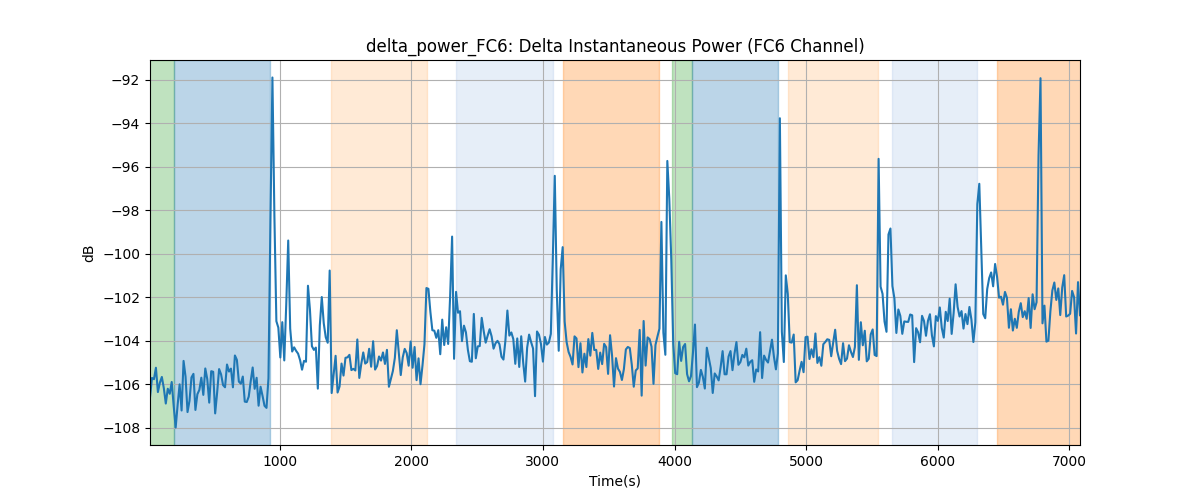 delta_power_FC6: Delta Instantaneous Power (FC6 Channel)
dB
−92
−94
−96
−98
−100
−102
−104
−106
−108
1000 2000 3000 4000 5000 6000 7000
Time(s)